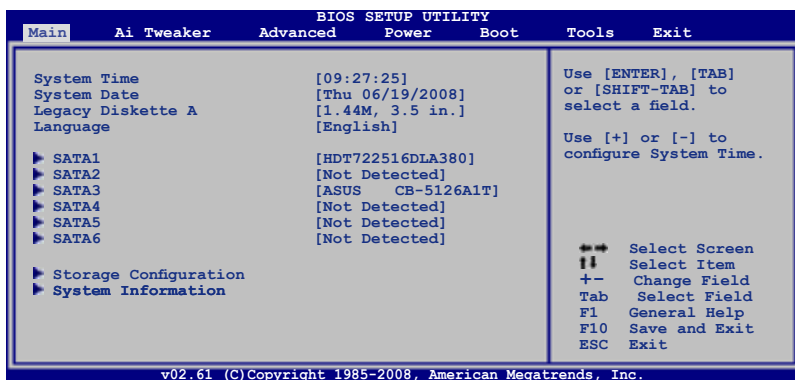 BIOS SETUP UTILITY
Main Ai Tweaker Advanced Power Boot Tools Exit
System Time [09:27:25]
System Date [Thu 06/19/2008]
Legacy Diskette A [1.44M, 3.5 in.]
Language [English]
SATA1 [HDT722516DLA380]
SATA2 [Not Detected]
SATA3 [ASUS CB-5126A1T]
SATA4 [Not Detected]
SATA5 [Not Detected]
SATA6 [Not Detected]
Storage Configuration
System Information
Use [ENTER], [TAB]
or [SHIFT-TAB] to
select a field.
Use [+] or [-] to
configure System Time.
Select Screen
Select Item
+- Change Field
Tab Select Field
F1 General Help
F10 Save and Exit
ESC Exit
v02.61 (C)Copyright 1985-2008, American Megatrends, Inc.